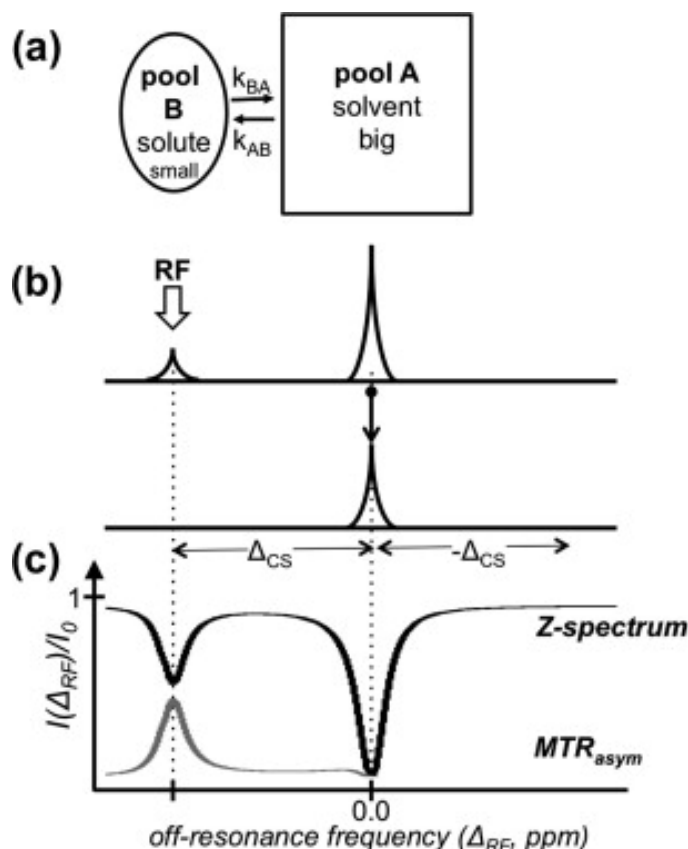 (a)
pool
B
solute
small
k_BA
k_AB
pool A
solvent
big
(b)
RF
Δ_CS
-Δ_CS
(c)
1
I(Δ_RF)/I_0
Z-spectrum
MTR_asym
0.0
off-resonance frequency (Δ_RF, ppm)